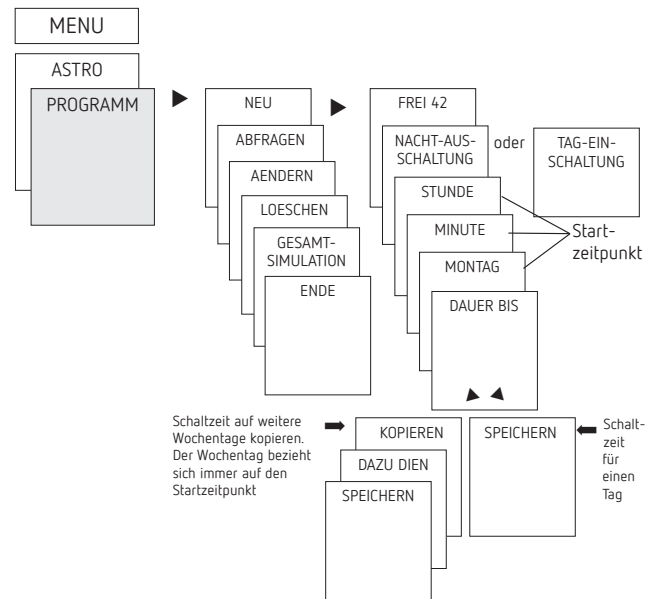 MENU
ASTRO
PROGRAMM
NEU
ABFRAGEN
AENDERN
LOESCHEN
GESAMT-
SIMULATION
ENDE
FREI 42
NACHT-AUS-
SCHALTUNG
oder
TAG-EIN-
SCHALTUNG
STUNDE
MINUTE
MONTAG
Start-
zeitpunkt
DAUER BIS
Schaltzeit auf weitere
Wochentage kopieren.
Der Wochentag bezieht
sich immer auf den
Startzeitpunkt
KOPIEREN
DAZU DIEN
SPEICHERN
SPEICHERN
Schalt-
zeit
für
einen
Tag